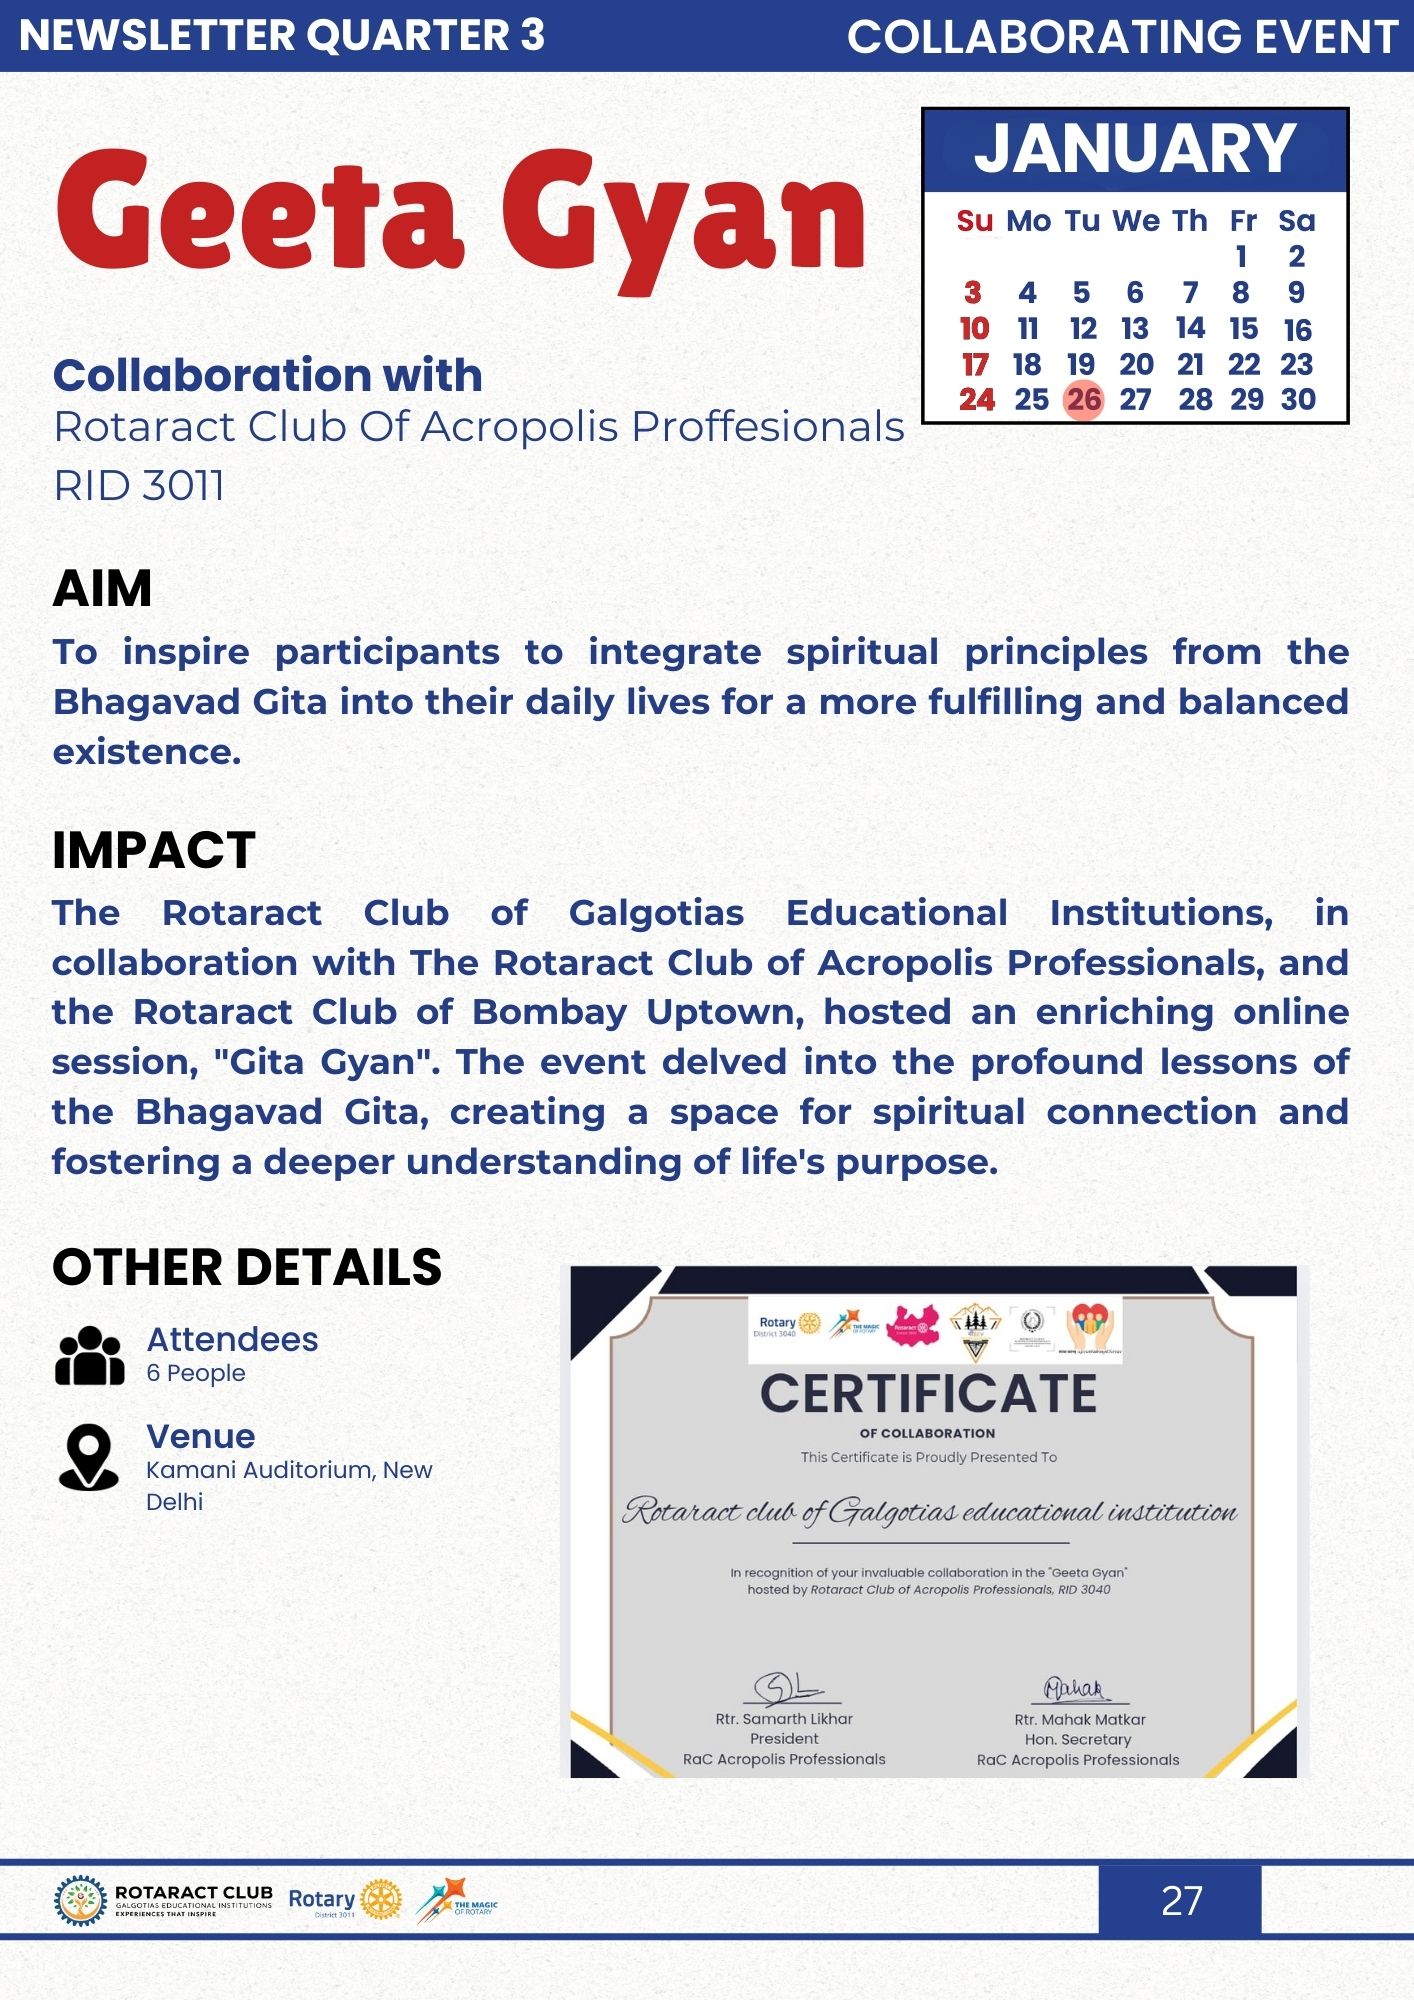 NEWSLETTER QUARTER 3
COLLABORATING EVENT
Geeta Gyan
JANUARY
Su Mo Tu We Th Fr Sa
1 2
3 4 5 6 7 8 9
10 11 12 13 14 15 16
17 18 19 20 21 22 23
24 25 26 27 28 29 30
Collaboration with
Rotaract Club Of Acropolis Proffesionals
RID 3011
AIM
To inspire participants to integrate spiritual principles from the
Bhagavad Gita into their daily lives for a more fulfilling and balanced
existence.
IMPACT
The Rotaract Club of Galgotias Educational Institutions, in
collaboration with The Rotaract Club of Acropolis Professionals, and
the Rotaract Club of Bombay Uptown, hosted an enriching online
session, "Gita Gyan". The event delved into the profound lessons of
the Bhagavad Gita, creating a space for spiritual connection and
fostering a deeper understanding of life's purpose.
OTHER DETAILS
Attendees
6 People
Venue
Kamani Auditorium, New
Delhi
Rotary
District 3040
THE MAGIC
OF ROTARY
Rotaract
CERTIFICATE
OF COLLABORATION
This Certificate is Proudly Presented To
Rotaract club of Galgotias educational institution
In recognition of your invaluable collaboration in the "Geeta Gyan"
hosted by Rotaract Club of Acropolis Professionals, RID 3040
Mahak
Rtr. Samarth Likhar
President
RaC Acropolis Professionals
Rtr. Mahak Matkar
Hon. Secretary
RaC Acropolis Professionals
ROTARACT CLUB
GALGOTIAS EDUCATIONAL INSTITUTIONS
EXPERIENCES THAT INSPIRE
Rotary
District 3011
THE MAGIC
OF ROTARY
27